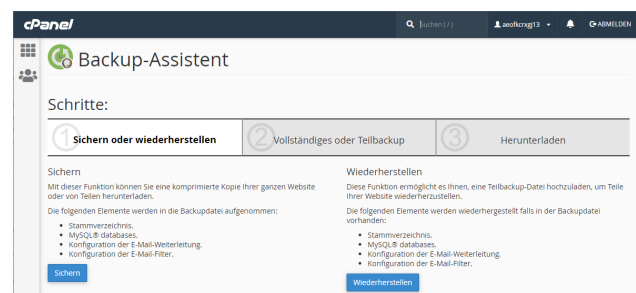 cPanel
Suchen ( / )
aeofkcrxgj13
ABMELDEN
Backup-Assistent
Schritte:
1 Sichern oder wiederherstellen
2 Vollständiges oder Teilbackup
3 Herunterladen
Sichern
Mit dieser Funktion können Sie eine komprimierte Kopie Ihrer ganzen Website
oder von Teilen herunterladen.
Die folgenden Elemente werden in die Backupdatei aufgenommen:
Stammverzeichnis.
MySQL® databases.
Konfiguration der E-Mail-Weiterleitung.
Konfiguration der E-Mail-Filter.
Sichern
Wiederherstellen
Diese Funktion ermöglicht es Ihnen, eine Teilbackup-Datei hochzuladen, um Teile
Ihrer Website wiederherzustellen.
Die folgenden Elemente werden wiederhergestellt falls in der Backupdatei
vorhanden:
Stammverzeichnis.
MySQL® databases.
Konfiguration der E-Mail-Weiterleitung.
Konfiguration der E-Mail-Filter.
Wiederherstellen